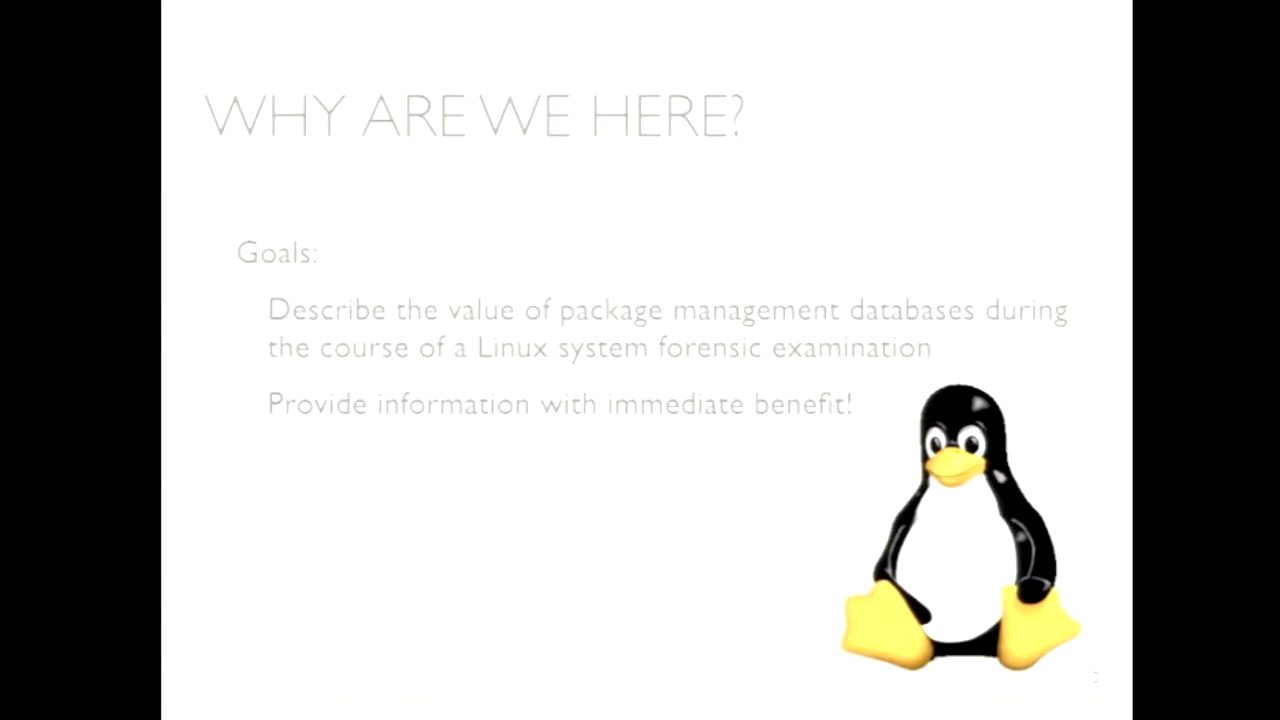 WHY ARE WE HERE?
Goals:
Describe the value of package management databases during
the course of a Linux system forensic examination
Provide information with immediate benefit!